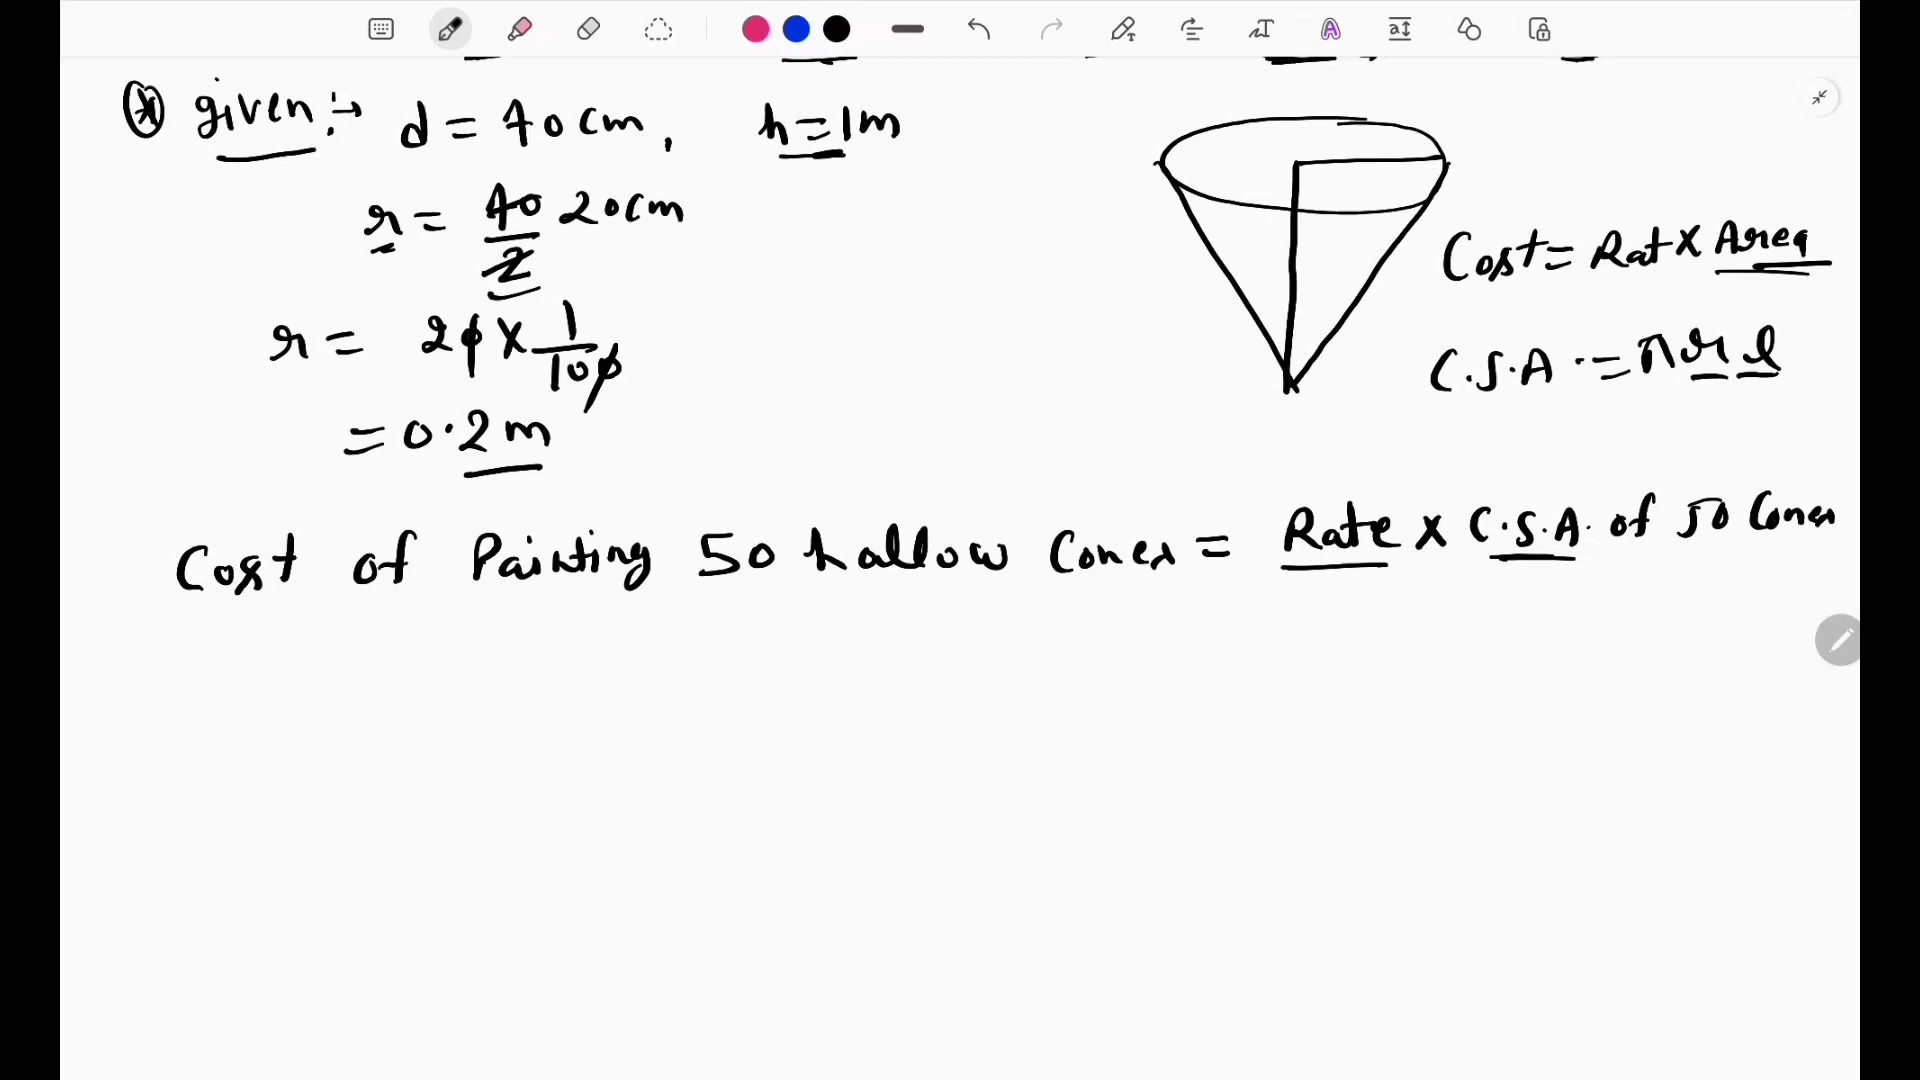 given :→ d = 40 cm, h = 1m
r = 40/2 20cm
r = 20 X 1/100
= 0.2 m
Cost = Rat X Area
C.S.A. = πrl
Cost of Painting 50 hallow Cones = Rate x C.S.A. of 50 Cones